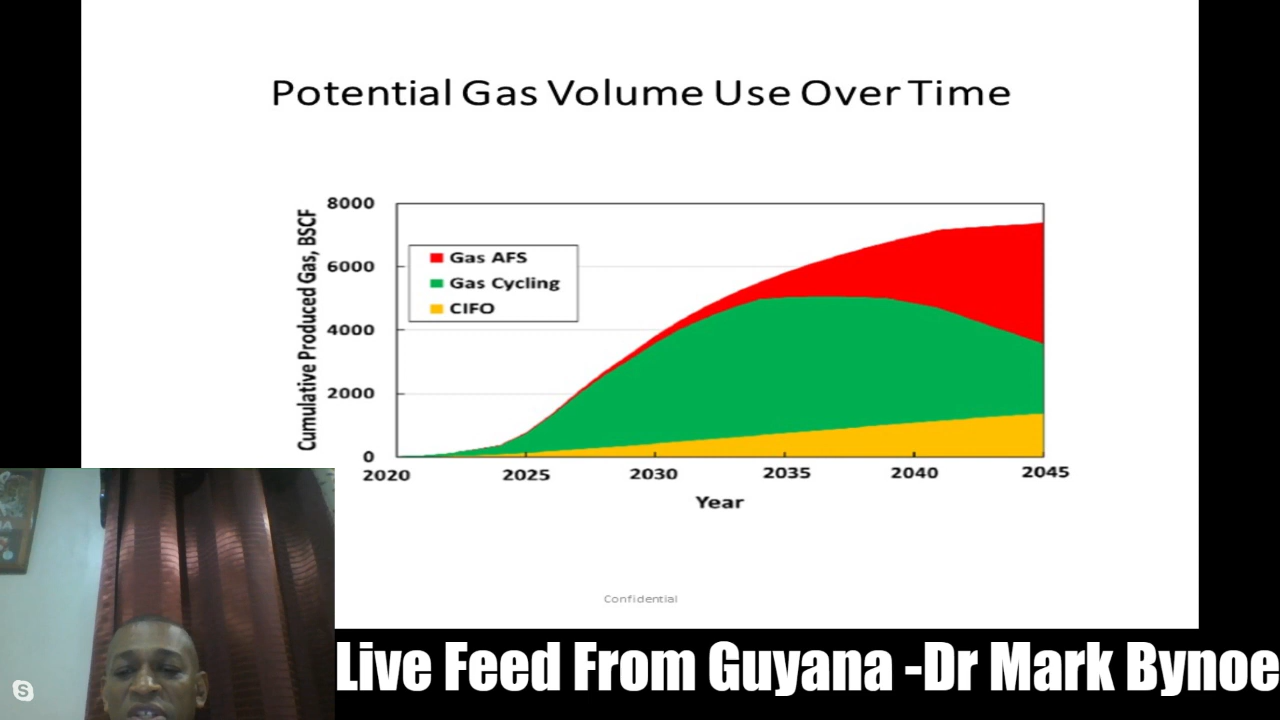 Potential Gas Volume Use Over Time
Cumulative Produced Gas, BSCF
8000
6000
4000
2000
0
Gas AFS
Gas Cycling
CIFO
2020 2025 2030 2035 2040 2045
Year
Confidential
Live Feed From Guyana -Dr Mark Bynoe